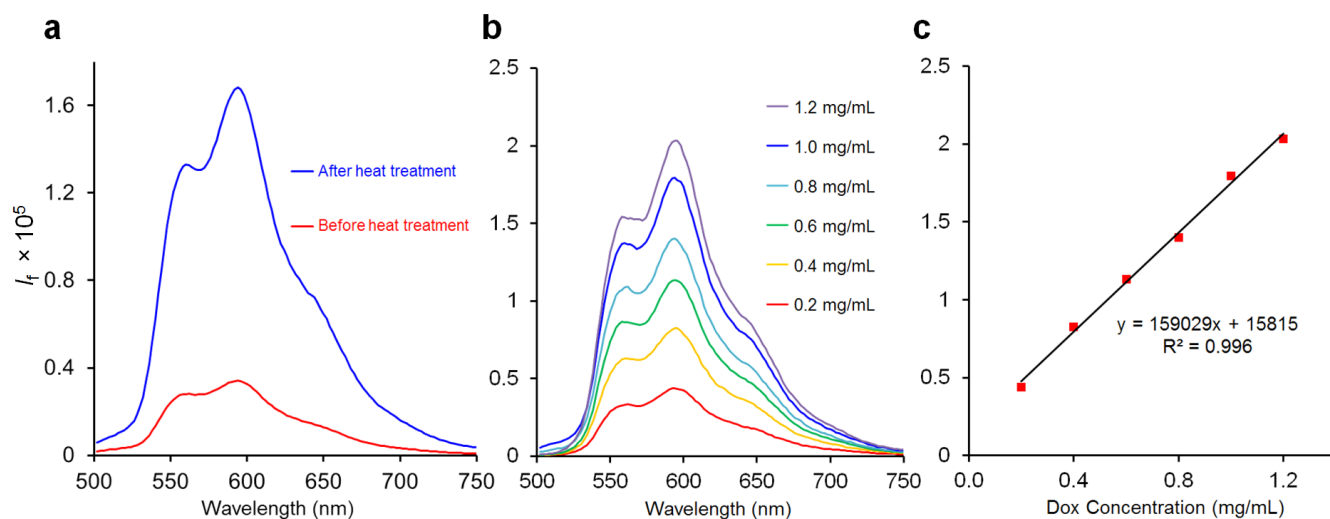 a
I_f × 10⁵
1.6
1.2
0.8
0.4
0
500
550
600
650
700
750
Wavelength (nm)
After heat treatment
Before heat treatment
b
2.5
2
1.5
1
0.5
0
500
550
600
650
700
750
Wavelength (nm)
1.2 mg/mL
1.0 mg/mL
0.8 mg/mL
0.6 mg/mL
0.4 mg/mL
0.2 mg/mL
c
2.5
2
1.5
1
0.5
0
0.0
0.4
0.8
1.2
Dox Concentration (mg/mL)
y = 159029x + 15815
R² = 0.996